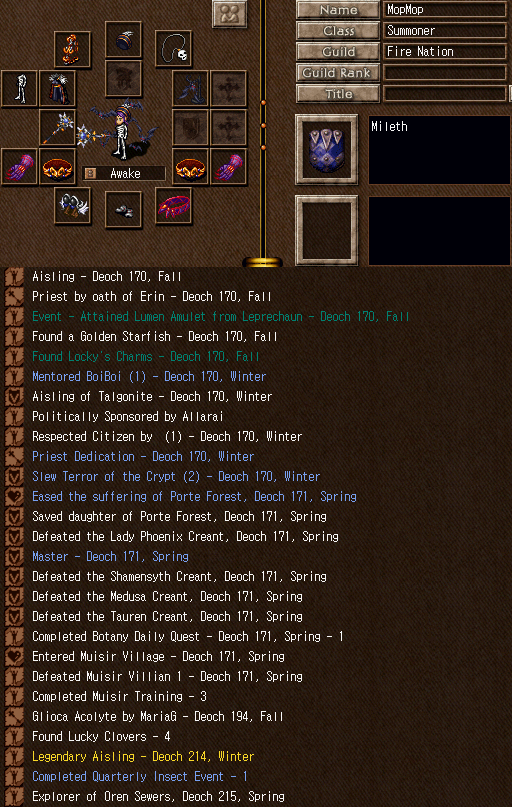 Name MopMop
Class Summoner
Guild Fire Nation
Guild Rank
Title
Mileth
Awake
Aisling - Deoch 170, Fall
Priest by oath of Erin - Deoch 170, Fall
Event - Attained Lumen Amulet from Leprechaun - Deoch 170, Fall
Found a Golden Starfish - Deoch 170, Fall
Found Locky's Charms - Deoch 170, Fall
Mentored BoiBoi (1) - Deoch 170, Winter
Aisling of Talgonite - Deoch 170, Winter
Politically Sponsored by Allarai
Respected Citizen by  (1) - Deoch 170, Winter
Priest Dedication - Deoch 170, Winter
Slew Terror of the Crypt (2) - Deoch 170, Winter
Eased the suffering of Porte Forest, Deoch 171, Spring
Saved daughter of Porte Forest, Deoch 171, Spring
Defeated the Lady Phoenix Creant, Deoch 171, Spring
Master - Deoch 171, Spring
Defeated the Shamensyth Creant, Deoch 171, Spring
Defeated the Medusa Creant, Deoch 171, Spring
Defeated the Tauren Creant, Deoch 171, Spring
Completed Botany Daily Quest - Deoch 171, Spring - 1
Entered Muisir Village - Deoch 171, Spring
Defeated Muisir Villian 1 - Deoch 171, Spring
Completed Muisir Training - 3
Glioca Acolyte by MariaG - Deoch 194, Fall
Found Lucky Clovers - 4
Legendary Aisling - Deoch 214, Winter
Completed Quarterly Insect Event - 1
Explorer of Oren Sewers, Deoch 215, Spring